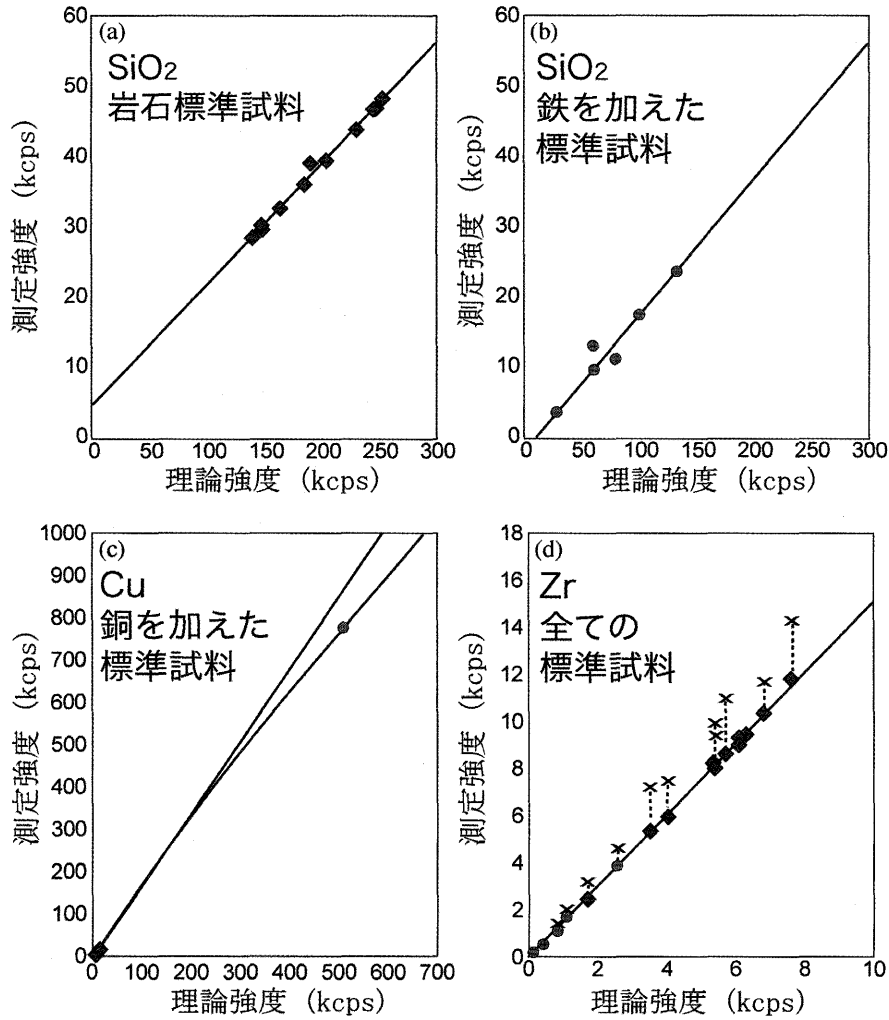 (a)
SiO2
岩石標準試料
60
50
40
30
20
10
0
測定強度 (kcps)
0 50 100 150 200 250 300
理論強度 (kcps)
(b)
SiO2
鉄を加えた
標準試料
60
50
40
30
20
10
0
測定強度 (kcps)
0 50 100 150 200 250 300
理論強度 (kcps)
(c)
Cu
銅を加えた
標準試料
1000
900
800
700
600
500
400
300
200
100
0
測定強度 (kcps)
0 100 200 300 400 500 600 700
理論強度 (kcps)
(d)
Zr
全ての
標準試料
18
16
14
12
10
8
6
4
2
0
測定強度 (kcps)
0 2 4 6 8 10
理論強度 (kcps)